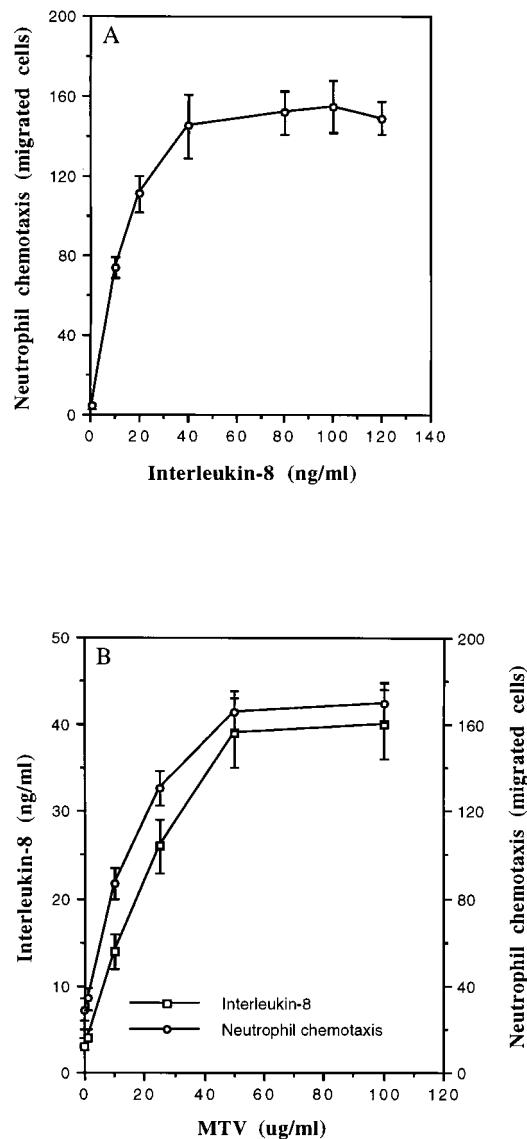 A
200
160
120
80
40
0
Neutrophil chemotaxis (migrated cells)
0 20 40 60 80 100 120 140
Interleukin-8 (ng/ml)
B
50
40
30
20
10
0
Interleukin-8 (ng/ml)
200
160
120
80
40
0
Neutrophil chemotaxis (migrated cells)
Interleukin-8
Neutrophil chemotaxis
0 20 40 60 80 100 120
MTV (ug/ml)